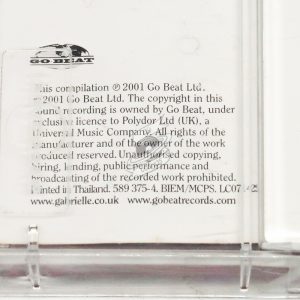 GO BEAT
This compilation ℗ 2001 Go Beat Ltd.
© 2001 Go Beat Ltd. The copyright in this
sound recording is owned by Go Beat, under
exclusive licence to Polydor Ltd (UK), a
Universal Music Company. All rights of the
manufacturer and of the owner of the work
produced reserved. Unauthorised copying,
hiring, lending, public performance and
broadcasting of the recorded work prohibited.
Printed in Thailand. 589 375-4. BIEM/MCPS. LC07
www.gabrielle.co.uk www.gobeatrecords.com